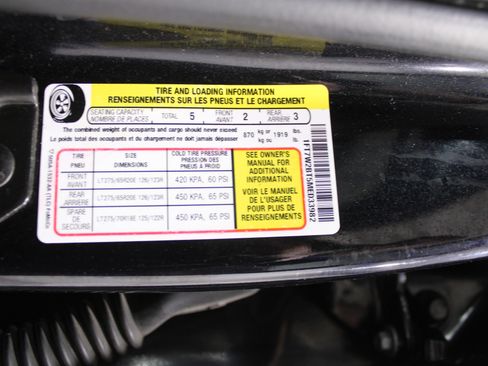 TIRE AND LOADING INFORMATION
RENSEIGNEMENTS SUR LES PNEUS ET LE CHARGEMENT
SEATING CAPACITY TOTAL 5 FRONT 2 REAR 3
NOMBRE DE PLACES AVANT ARRIÈRE
The combined weight of occupants and cargo should never exceed 870 kg or 1919 lbs.
Le poids total des occupants et du chargement ne doit jamais dépasser kg ou lb.
TIRE SIZE COLD TIRE PRESSURE
PNEU DIMENSIONS PRESSION DES PNEUS À FROID
FRONT AVANT LT275/65R20E 126/123R 420 KPA, 60 PSI
REAR ARRIÈRE LT275/65R20E 126/123R 450 KPA, 65 PSI
SPARE DE SECOURS LT275/70R18E 125/122R 450 KPA, 65 PSI
SEE OWNER'S
MANUAL FOR
ADDITIONAL
INFORMATION
VOIR LE MANUEL
DE L'USAGER
POUR PLUS DE
RENSEIGNEMENTS